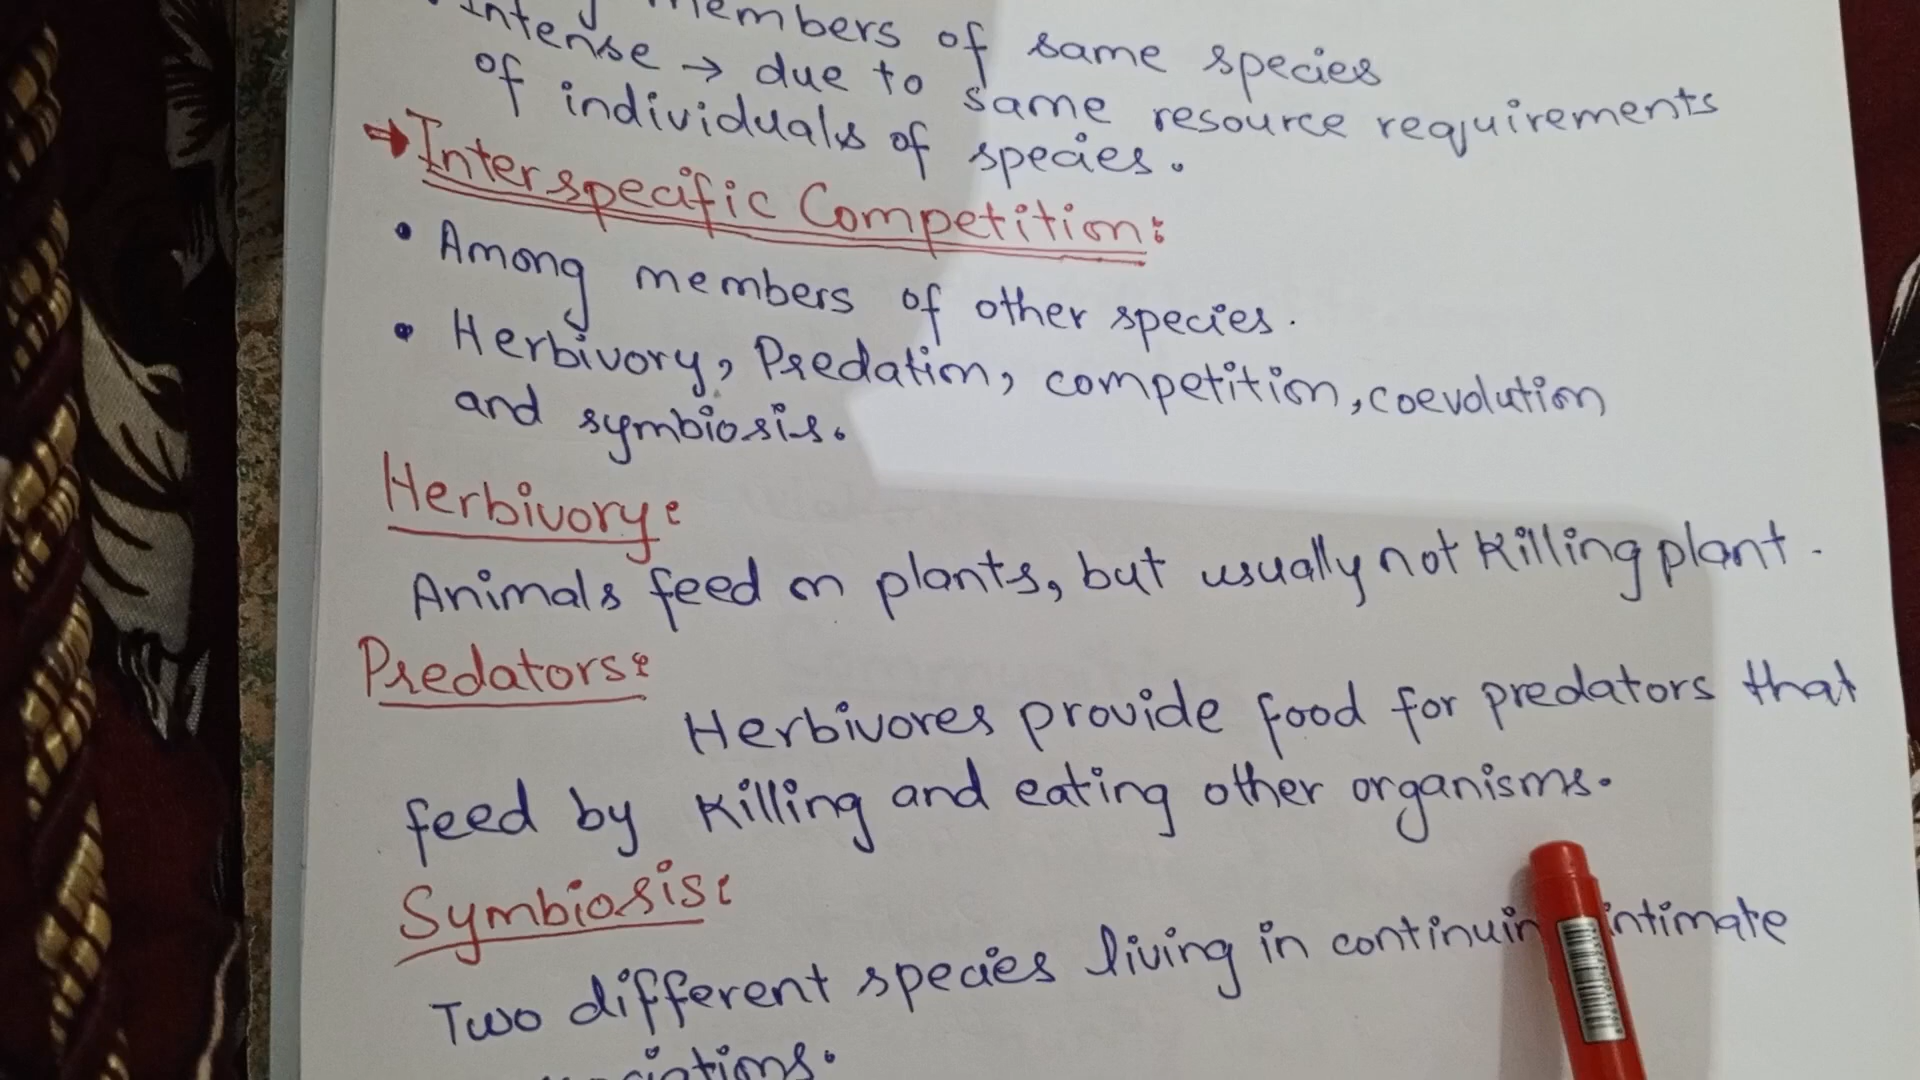 members of same species
Intense → due to same resource requirements
of individuals of species.
→ Interspecific Competition:
• Among members of other species.
• Herbivory, Predation, competition, coevolution
and symbiosis.
Herbivory:
Animals feed on plants, but usually not killing plant.
Predators:
Herbivores provide food for predators that
feed by killing and eating other organisms.
Symbiosis:
Two different species living in continuin intimate